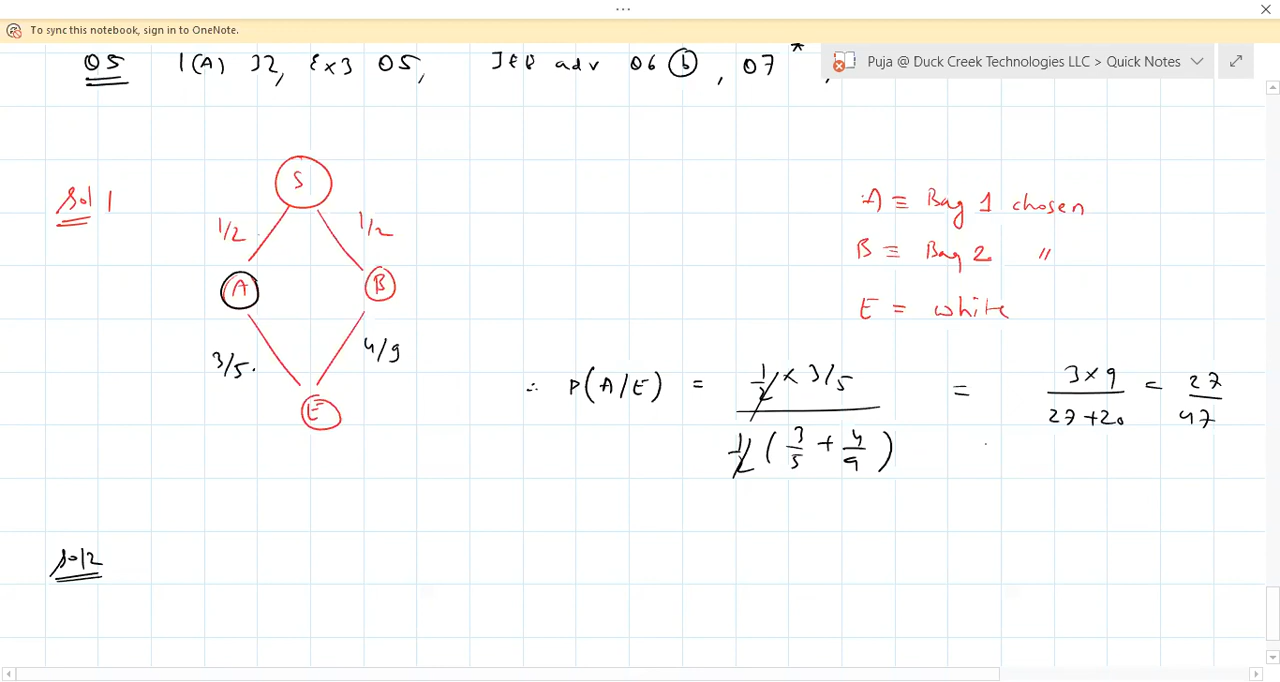 To sync this notebook, sign in to OneNote.
05 1(A) 32, Ex3 05, JEE adv 06 (b), 07*,
Puja @ Duck Creek Technologies LLC > Quick Notes
Sol 1
S
1/2 1/2
A B
3/5. 4/9
E
A ≡ Bag 1 chosen
B ≡ Bag 2 "
E = white
∴ P(A/E) = (1/2 × 3/5) / (1/2 (3/5 + 4/9)) = (3×9)/(27+20) = 27/47
Sol 2